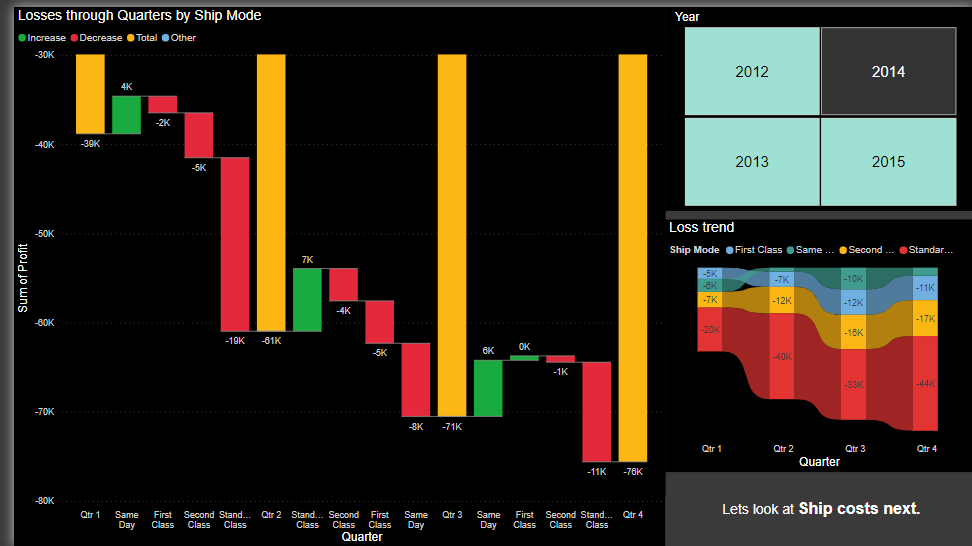 Losses through Quarters by Ship Mode
Increase Decrease Total Other
Sum of Profit
-30K
-40K
-50K
-60K
-70K
-80K
-39K
4K
-2K
-5K
-19K
-61K
7K
-4K
-5K
-8K
-71K
6K
0K
-1K
-11K
-76K
Qtr 1 Same Day First Class Second Class Stand... Class Qtr 2 Stand... Class Second Class First Class Same Day Qtr 3 Same Day First Class Second Class Stand... Class Qtr 4
Quarter
Year
2012 2014
2013 2015
Loss trend
Ship Mode First Class Same ... Second ... Standar...
-5K
-6K
-7K
-20K
-7K
-12K
-40K
-10K
-12K
-16K
-33K
-11K
-17K
-44K
Qtr 1 Qtr 2 Qtr 3 Qtr 4
Quarter
Lets look at Ship costs next.